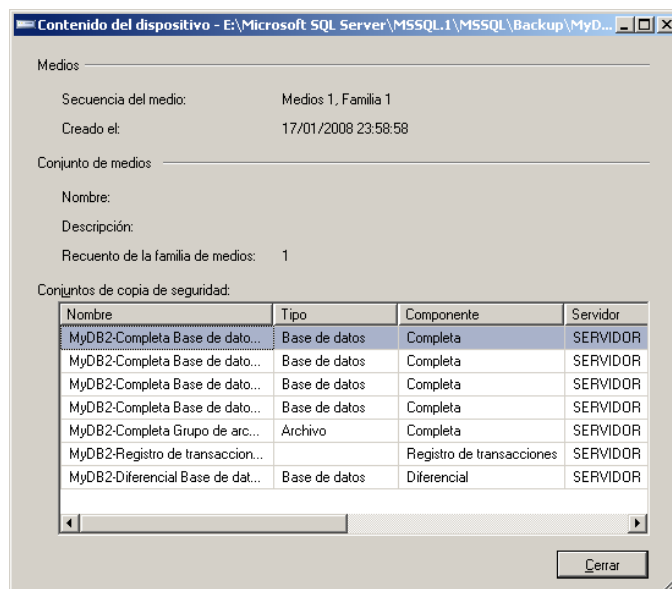 Contenido del dispositivo - E:\Microsoft SQL Server\MSSQL.1\MSSQL\Backup\MyD...
Medios
Secuencia del medio: Medios 1, Familia 1
Creado el: 17/01/2008 23:58:58
Conjunto de medios
Nombre:
Descripción:
Recuento de la familia de medios: 1
Conjuntos de copia de seguridad:
Nombre Tipo Componente Servidor
MyDB2-Completa Base de dato... Base de datos Completa SERVIDOR
MyDB2-Completa Base de dato... Base de datos Completa SERVIDOR
MyDB2-Completa Base de dato... Base de datos Completa SERVIDOR
MyDB2-Completa Base de dato... Base de datos Completa SERVIDOR
MyDB2-Completa Grupo de arc... Archivo Completa SERVIDOR
MyDB2-Registro de transaccion... Registro de transacciones SERVIDOR
MyDB2-Diferencial Base de dat... Base de datos Diferencial SERVIDOR
Cerrar